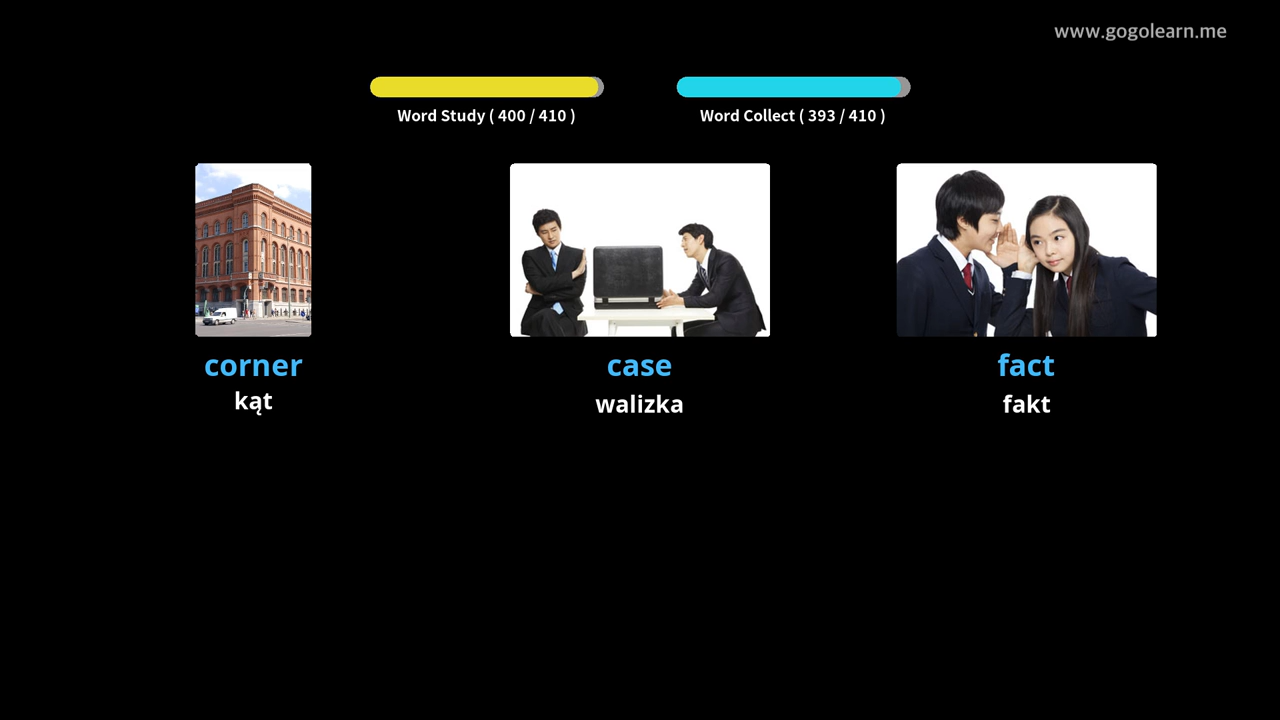 www.gogolearn.me
Word Study ( 400 / 410 )
Word Collect ( 393 / 410 )
corner
case
fact
kąt
walizka
fakt